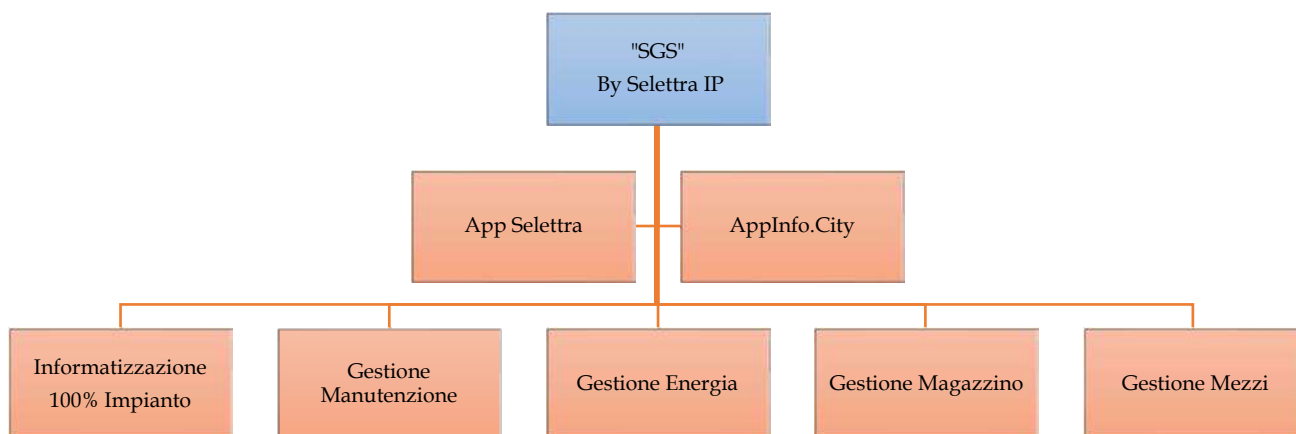 "SGS"
By Selettra IP
App Selettra
AppInfo.City
Informatizzazione
100% Impianto
Gestione
Manutenzione
Gestione Energia
Gestione Magazzino
Gestione Mezzi